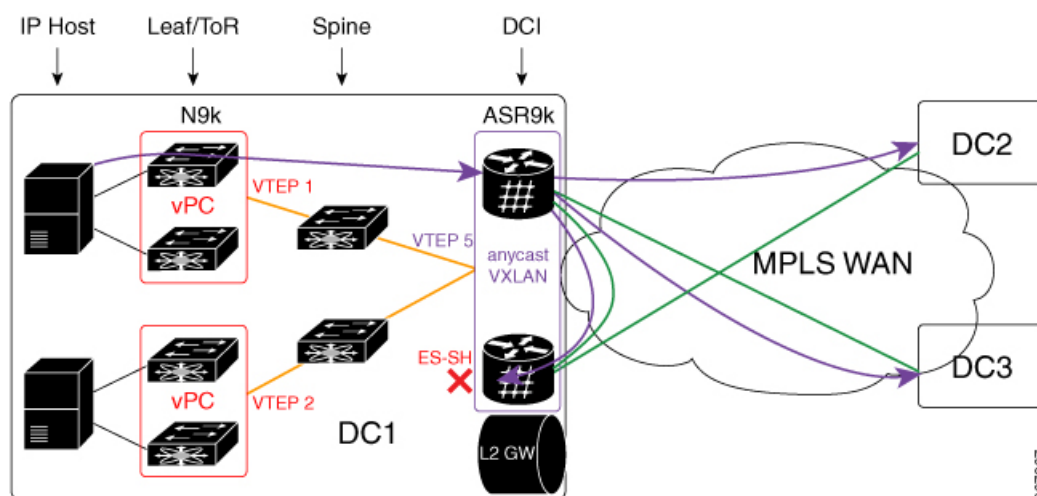 IP Host
Leaf/ToR
Spine
DCI
N9k
ASR9k
vPC
VTEP 1
VTEP 5
anycast
VXLAN
DC2
MPLS WAN
ES-SH
DC3
vPC
VTEP 2
DC1
L2 GW